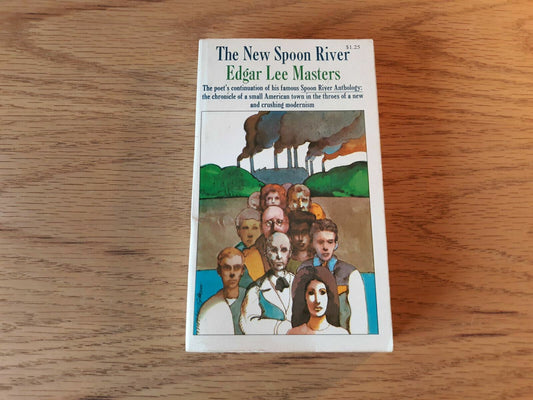 The New Spoon River
$1.25
Edgar Lee Masters
The poet's continuation of his famous Spoon River Anthology:
the chronicle of a small American town in the throes of a new
and crushing modernism